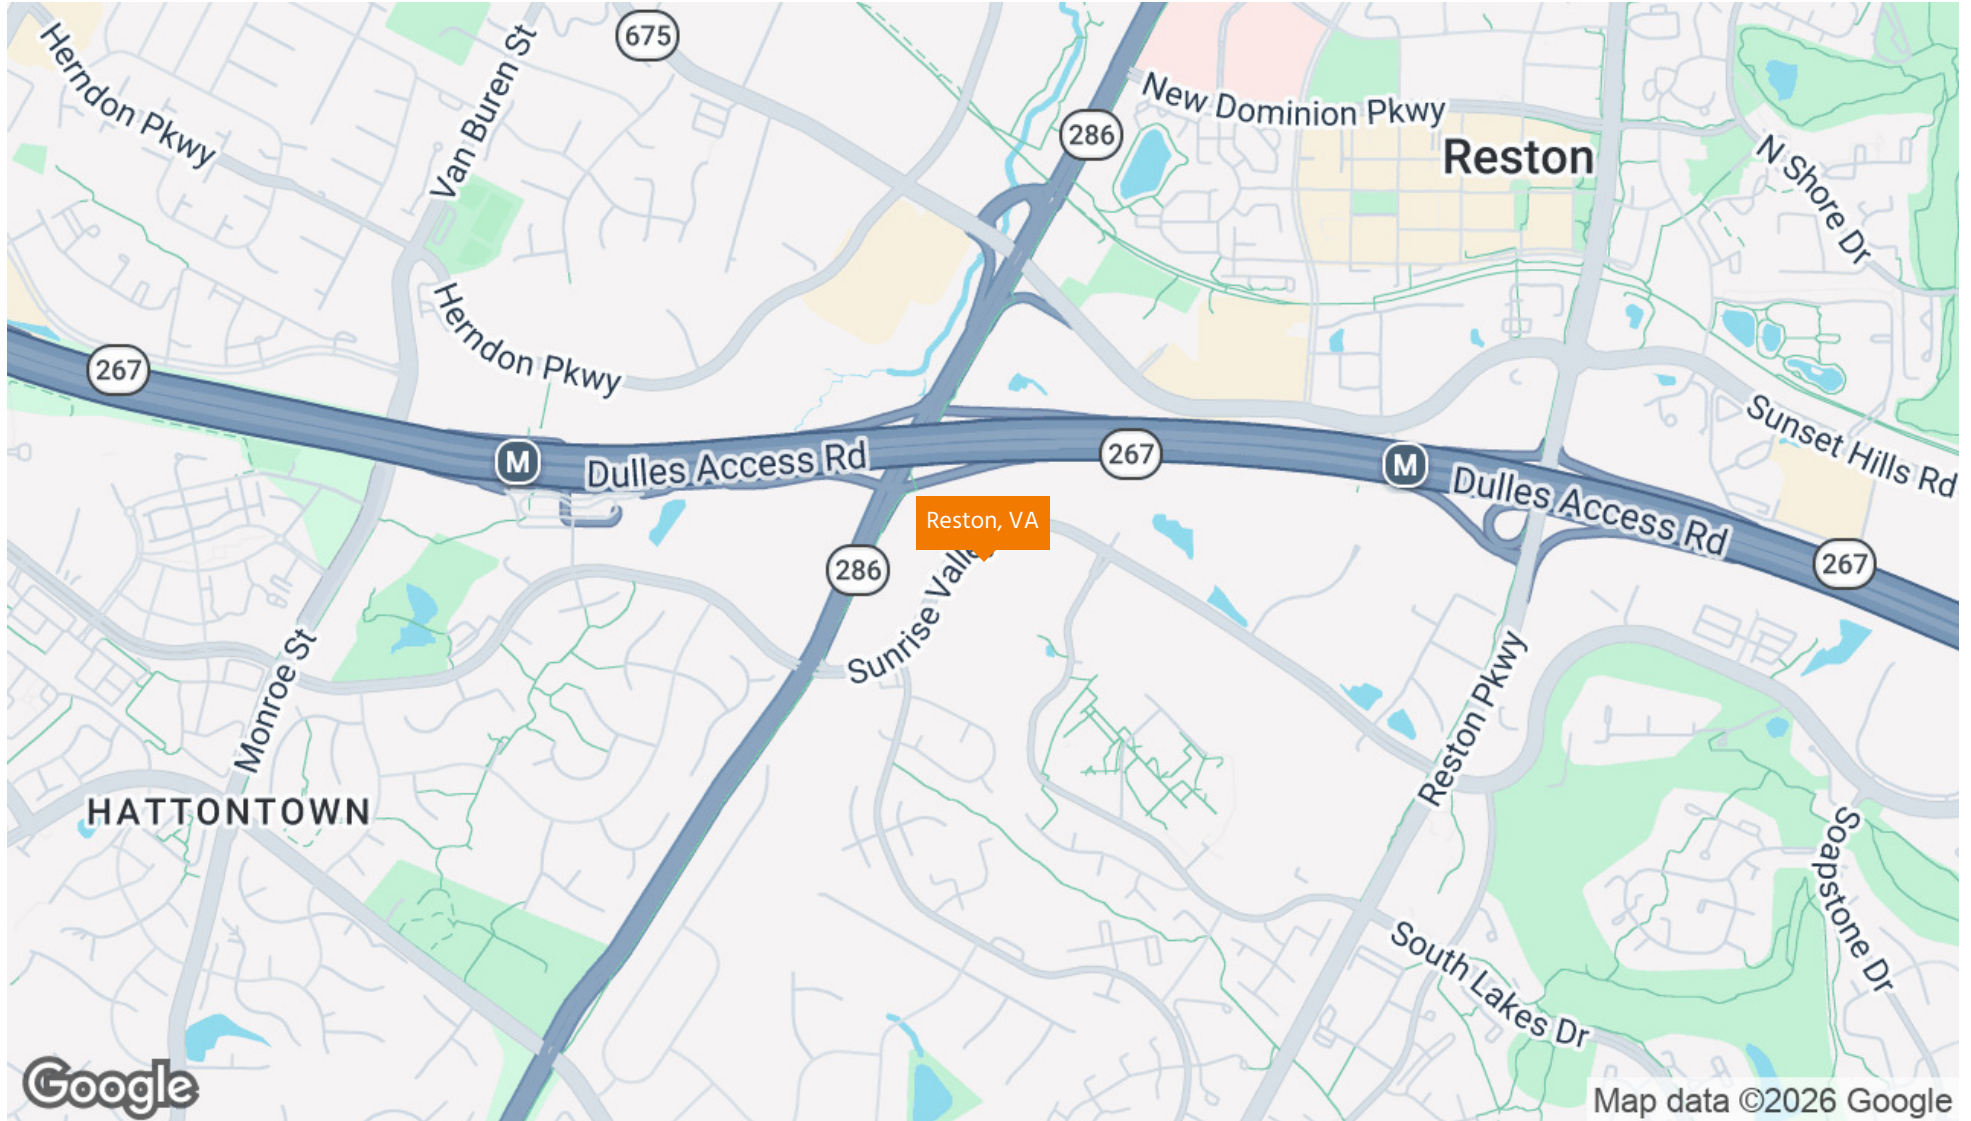 675
Herndon Pkwy
Van Buren St
286
New Dominion Pkwy
Reston
N Shore Dr
Herndon Pkwy
267
M
Dulles Access Rd
267
M
Dulles Access Rd
Sunset Hills Rd
Reston, VA
286
Sunrise Valle
267
Monroe St
Reston Pkwy
HATTONTOWN
Soapstone Dr
South Lakes Dr
Google
Map data ©2026 Google